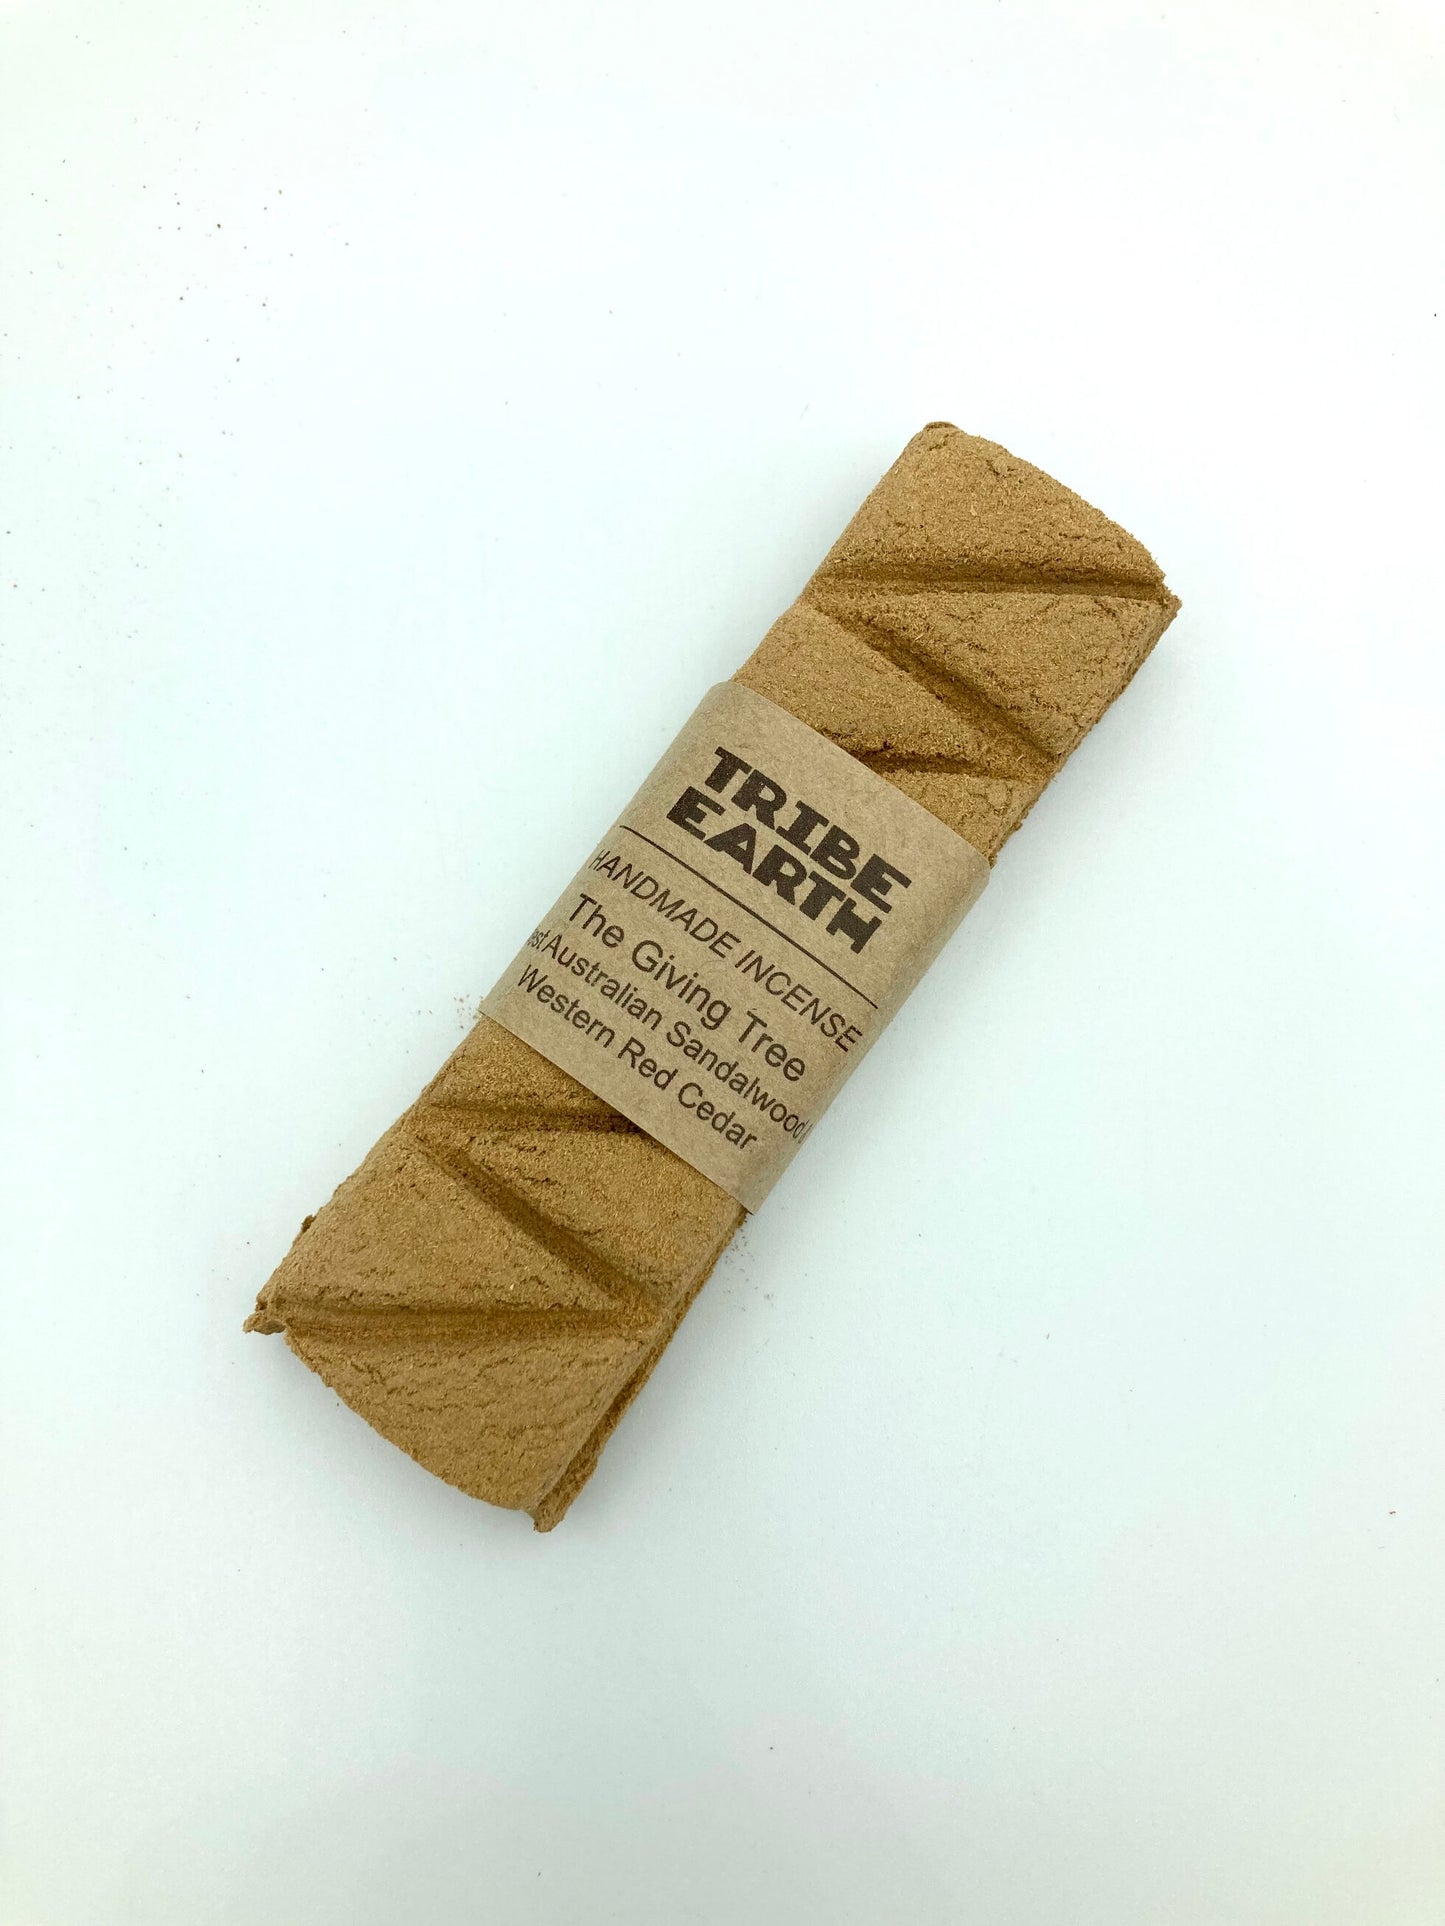 TRIBE
EARTH
HANDMADE INCENSE
The Giving Tree
Australian Sandalwood
Western Red Cedar